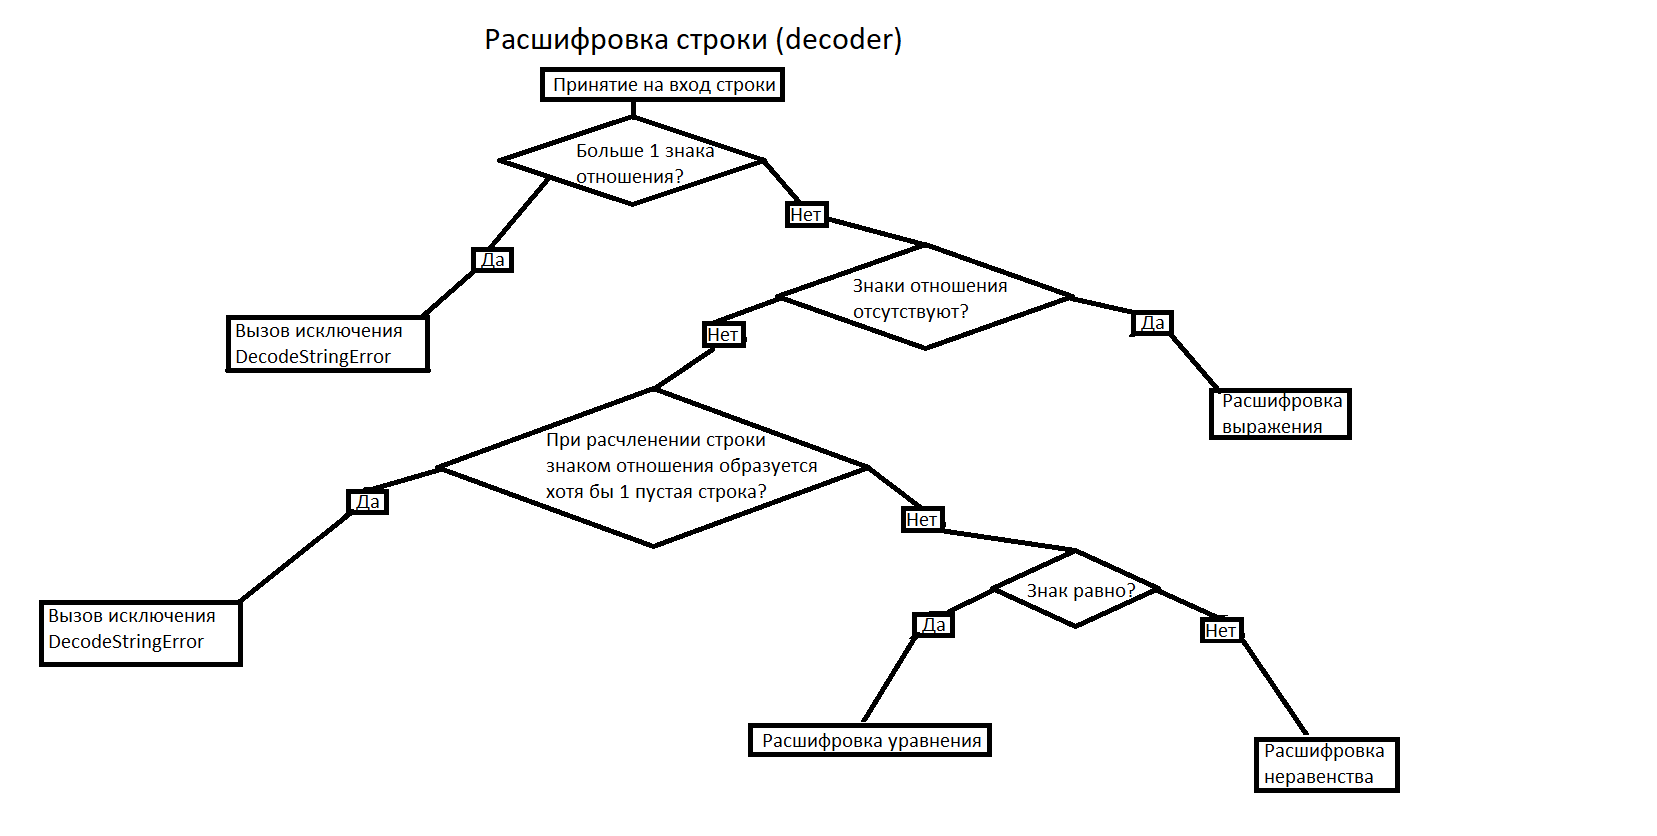 Расшифровка строки (decoder)
Принятие на вход строки
Больше 1 знака
отношения?
Нет
Да
Знаки отношения
отсутствуют?
Вызов исключения
DecodeStringError
Нет
Да
Расшифровка
выражения
При расчленении строки
знаком отношения образуется
хотя бы 1 пустая строка?
Да
Нет
Знак равно?
Вызов исключения
DecodeStringError
Да
Нет
Расшифровка уравнения
Расшифровка
неравенства